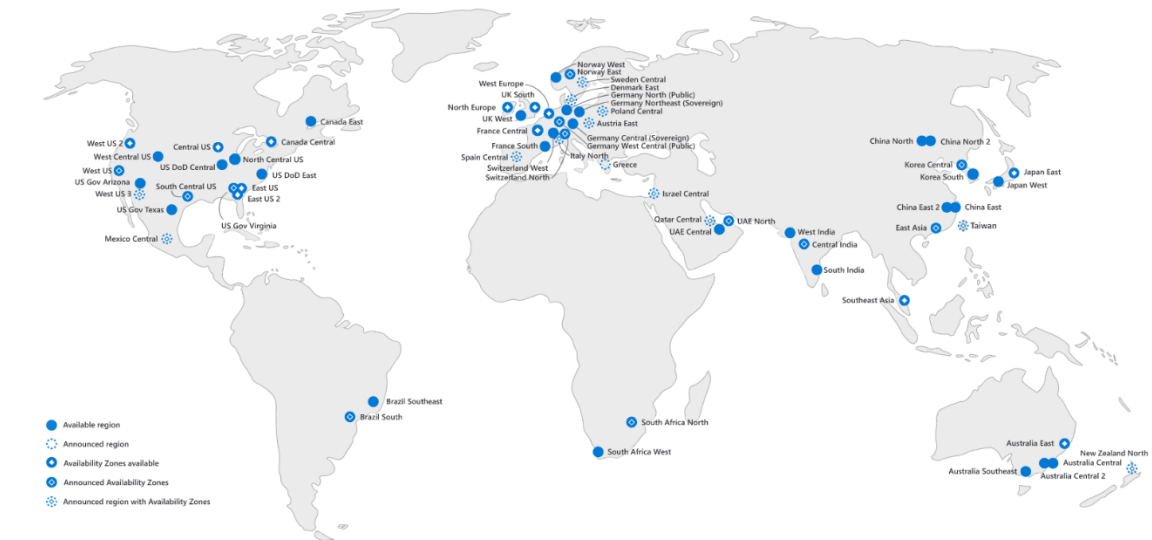 Norway West
Norway East
Sweden Central
Denmark East
Germany North (Public)
Germany Northeast (Sovereign)
Poland Central
Austria East
Germany Central (Sovereign)
Germany West Central (Public)
Italy North
Greece
West Europe
UK South
North Europe
UK West
France Central
France South
Spain Central
Switzerland West
Switzerland North
Canada East
Canada Central
West US 2
Central US
West Central US
North Central US
US DoD Central
West US
US DoD East
US Gov Arizona
South Central US
East US
West US 3
East US 2
US Gov Texas
US Gov Virginia
Mexico Central
Israel Central
Qatar Central
UAE North
UAE Central
West India
Central India
South India
China North
China North 2
Korea Central
Korea South
Japan East
Japan West
China East 2
China East
East Asia
Taiwan
Southeast Asia
Brazil Southeast
Brazil South
South Africa North
South Africa West
Australia East
New Zealand North
Australia Central
Australia Southeast
Australia Central 2
Available region
Announced region
Availability Zones available
Announced Availability Zones
Announced region with Availability Zones